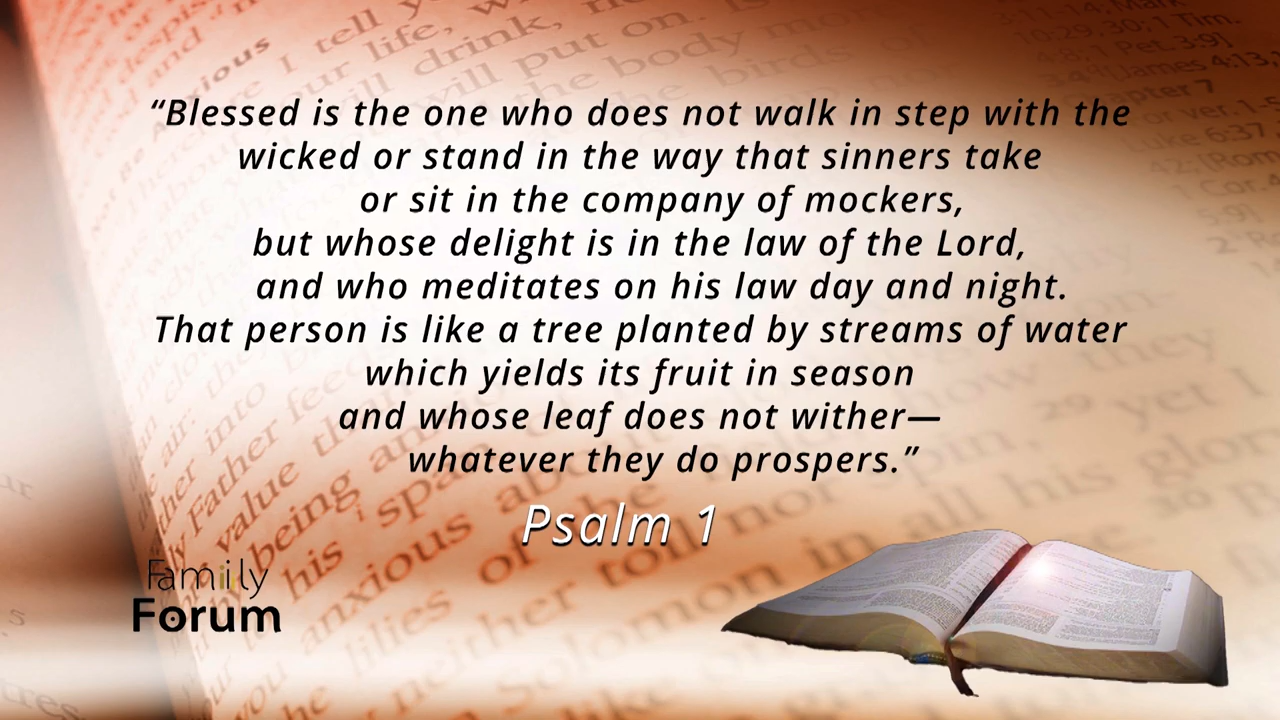 “Blessed is the one who does not walk in step with the
wicked or stand in the way that sinners take
or sit in the company of mockers,
but whose delight is in the law of the Lord,
and who meditates on his law day and night.
That person is like a tree planted by streams of water
which yields its fruit in season
and whose leaf does not wither—
whatever they do prospers.”
Psalm 1
Family
Forum